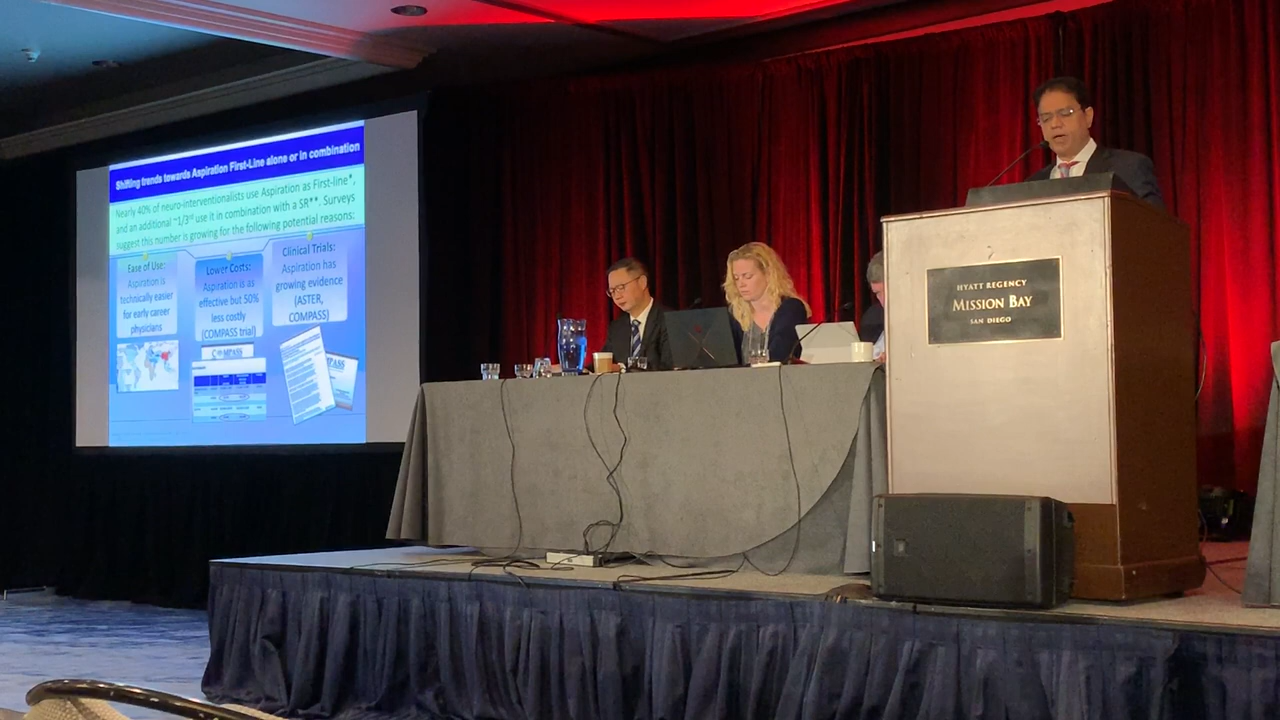 Shifting trends towards Aspiration First-Line alone or in combination
Nearly 40% of neuro-interventionalists use Aspiration as First-line*,
and an additional ~1/3rd use it in combination with a SR**. Surveys
suggest this number is growing for the following potential reasons:
Ease of Use:
Aspiration is
technically easier
for early career
physicians
Lower Costs:
Aspiration is as
effective but 50%
less costly
(COMPASS trial)
Clinical Trials:
Aspiration has
growing evidence
(ASTER,
COMPASS)
HYATT REGENCY
MISSION BAY
SAN DIEGO